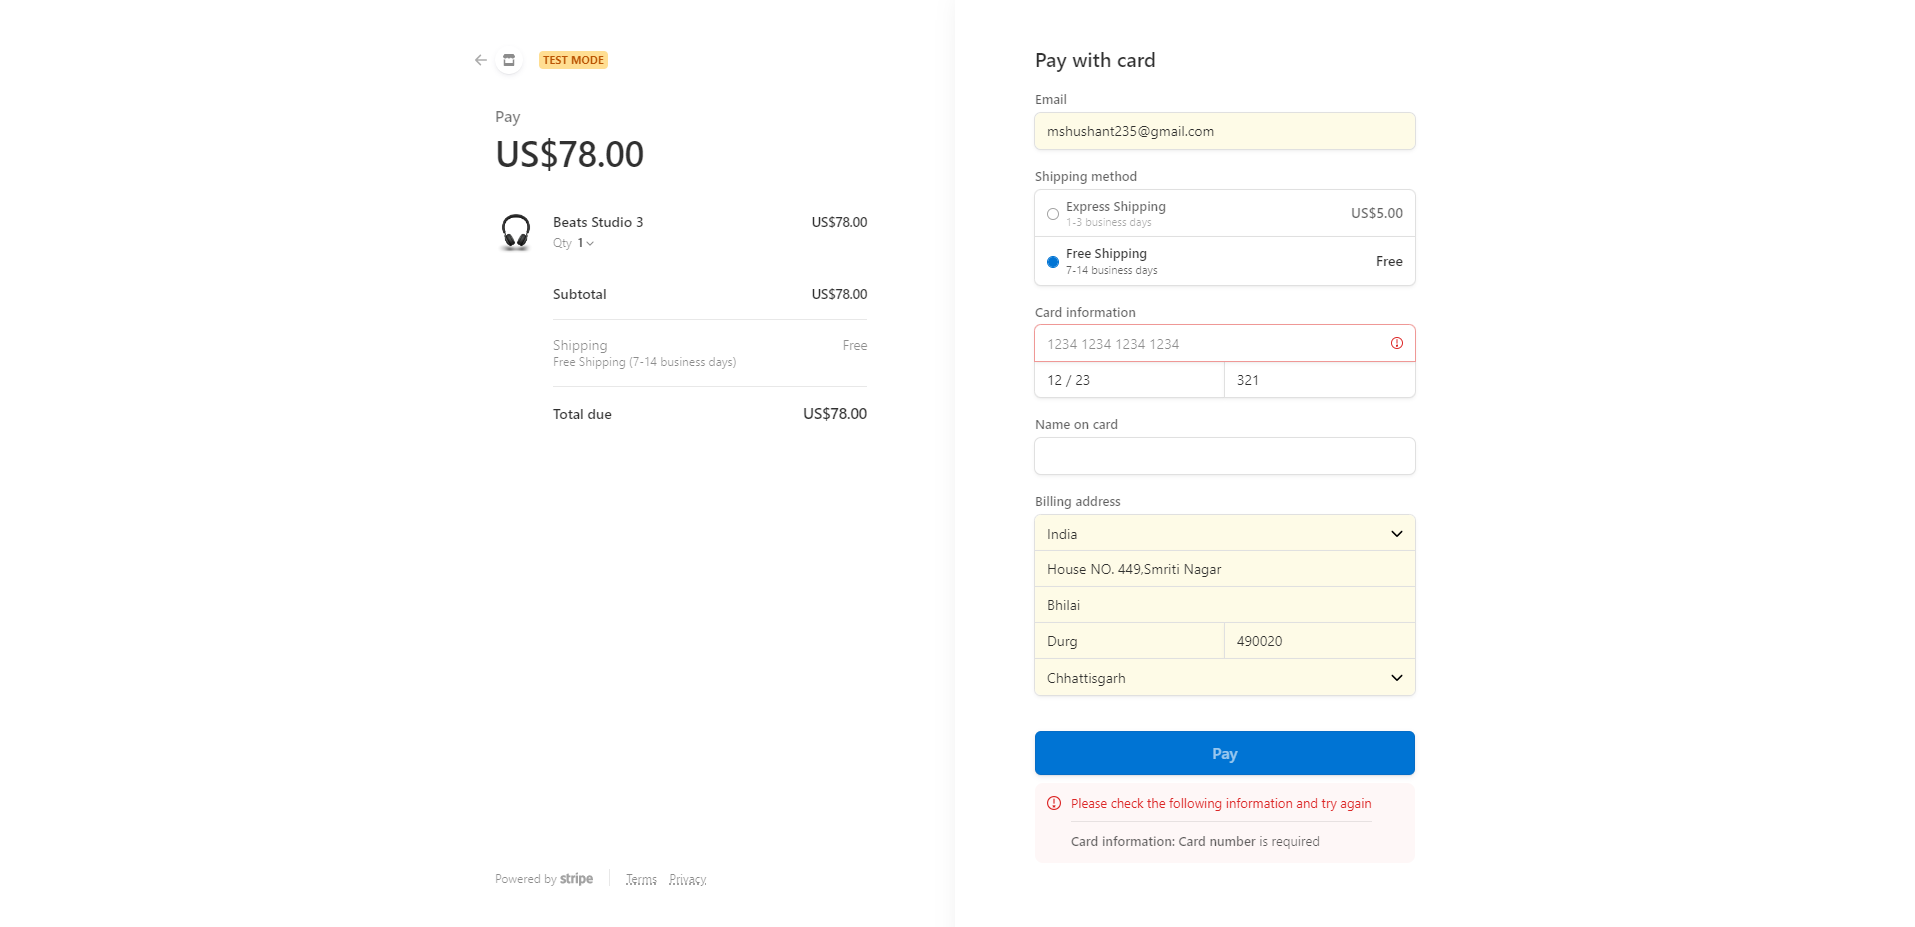 TEST MODE
Pay
US$78.00
Beats Studio 3 US$78.00
Qty 1
Subtotal US$78.00
Shipping Free
Free Shipping (7-14 business days)
Total due US$78.00
Powered by stripe Terms Privacy
Pay with card
Email
mshushant235@gmail.com
Shipping method
Express Shipping US$5.00
1-3 business days
Free Shipping Free
7-14 business days
Card information
1234 1234 1234 1234
12 / 23 321
Name on card
Billing address
India
House NO. 449,Smriti Nagar
Bhilai
Durg 490020
Chhattisgarh
Pay
Please check the following information and try again
Card information: Card number is required